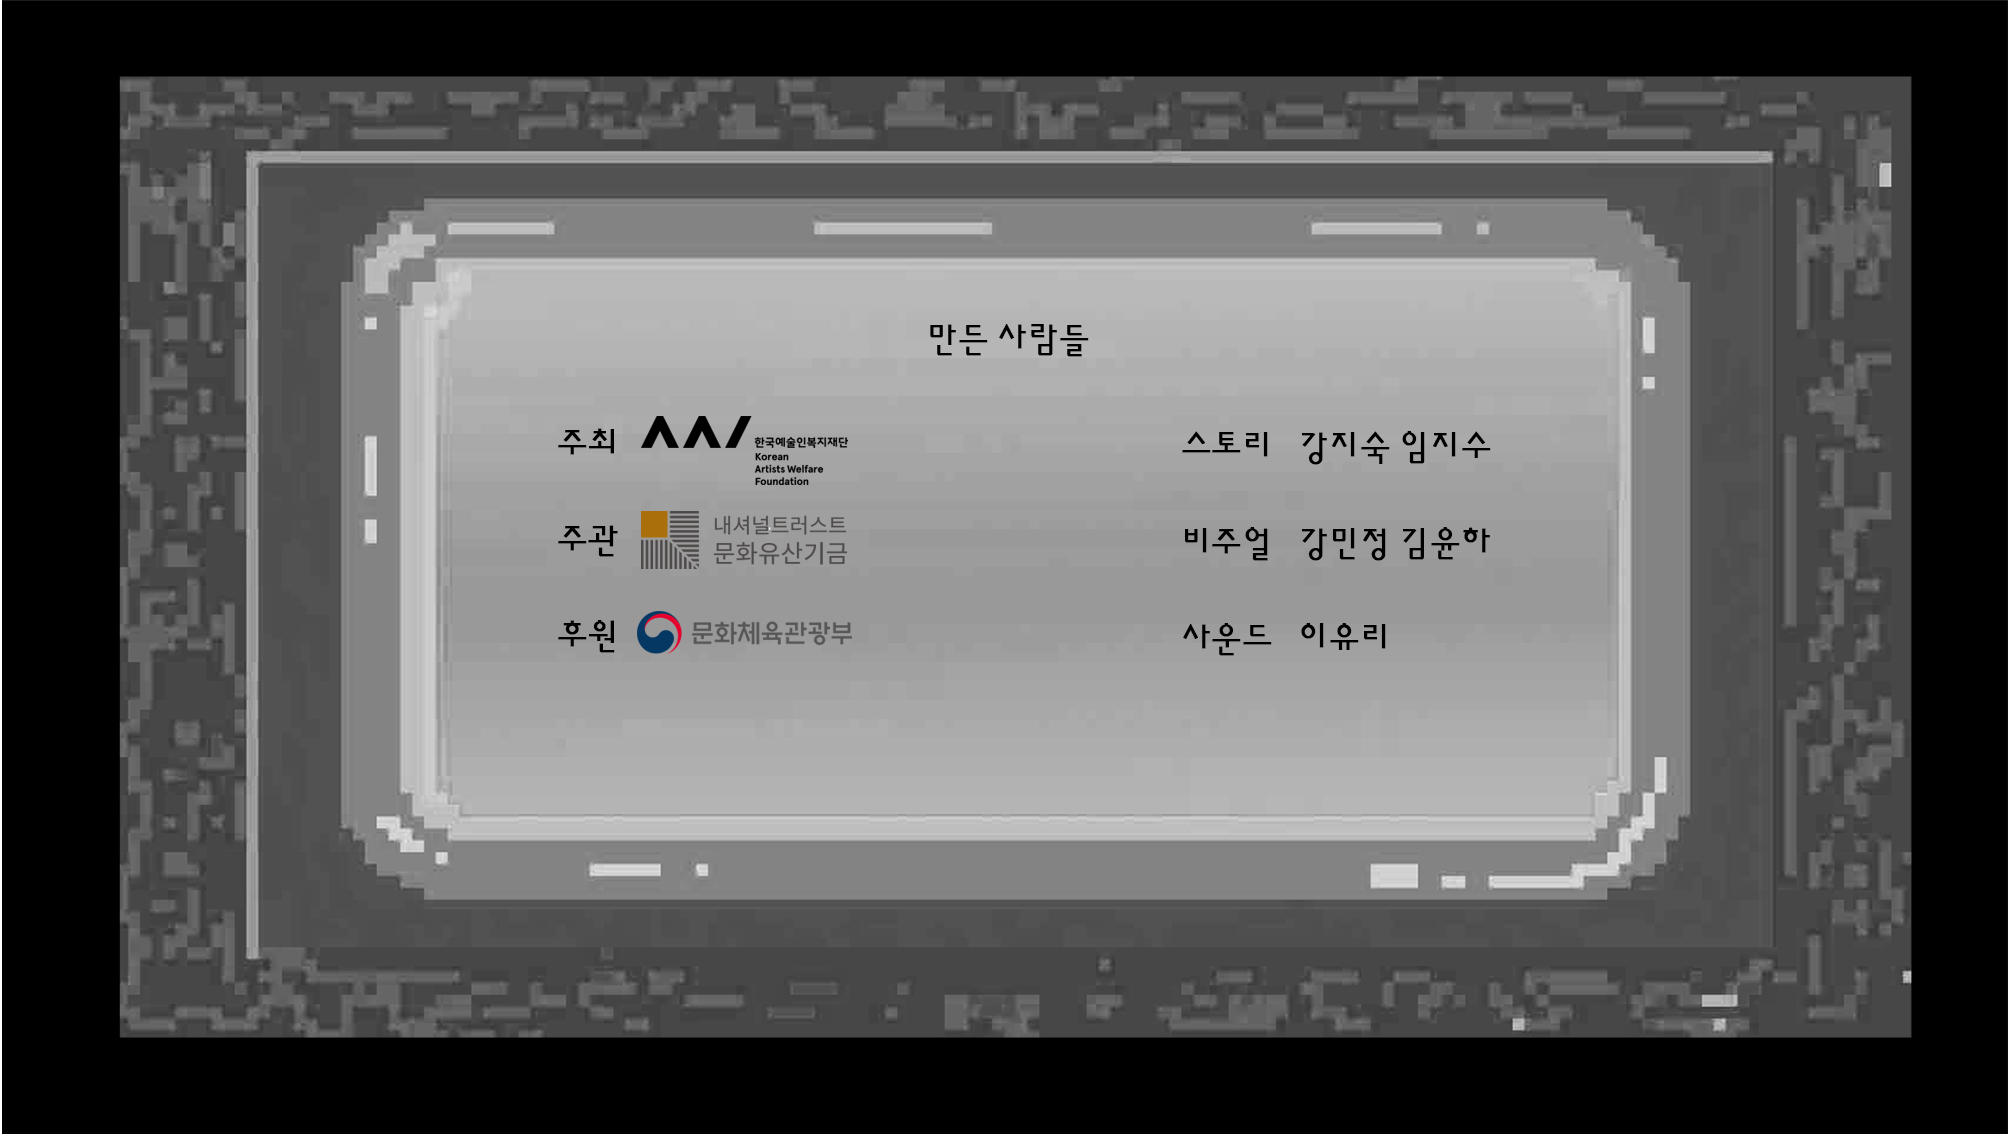 만든 사람들
주최 한국예술인복지재단
Korean
Artists Welfare
Foundation
주관 내셔널트러스트
문화유산기금
후원 문화체육관광부
스토리 강지숙 임지수
비주얼 강민정 김윤하
사운드 이유리